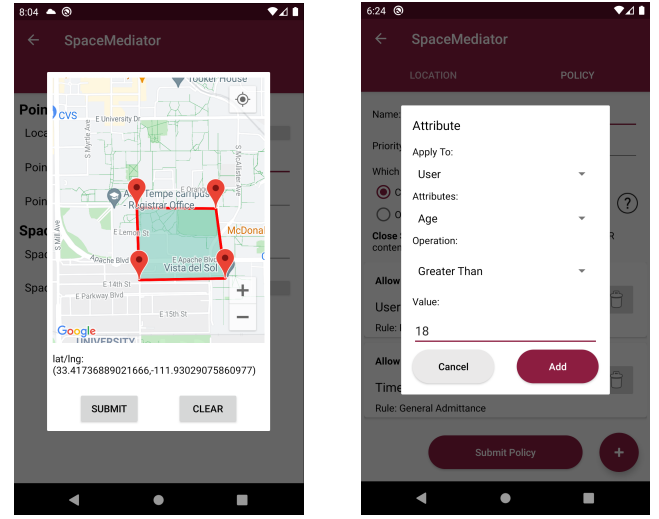 8:04
SpaceMediator
Poin
Loca
Poin
Poin
Spac
Spac
Spac
Tooker House
CVS
E University Dr
S Myrtle Ave
S McAllister Ave
Tempe campus
- Registrar Office
E Orange
E Lemon St
McDonal
S Mill Ave
Apache Blvd
E Apache Blvd
Vista del Sol
E 14th St
E Parkway Blvd
E 15th St
Google
UNIVERSITY
lat/lng:
(33.41736889021666,-111.93029075860977)
SUBMIT
CLEAR
6:24
SpaceMediator
LOCATION
POLICY
Name:
Priority
Which
C
O
?
Close
R
conten
Allow
User
Rule:
Allow
Time
Rule: General Admittance
Submit Policy
+
Attribute
Apply To:
User
Attributes:
Age
Operation:
Greater Than
Value:
18
Cancel
Add